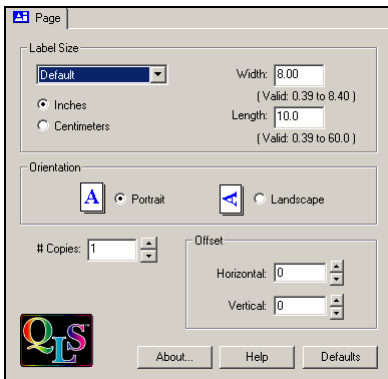 Page
Label Size
Default
Width: 8.00
Inches
( Valid: 0.39 to 8.40 )
Centimeters
Length: 10.0
( Valid: 0.39 to 60.0 )
Orientation
A Portrait
A Landscape
# Copies: 1
Offset
Horizontal: 0
Vertical: 0
QLS
About... Help Defaults